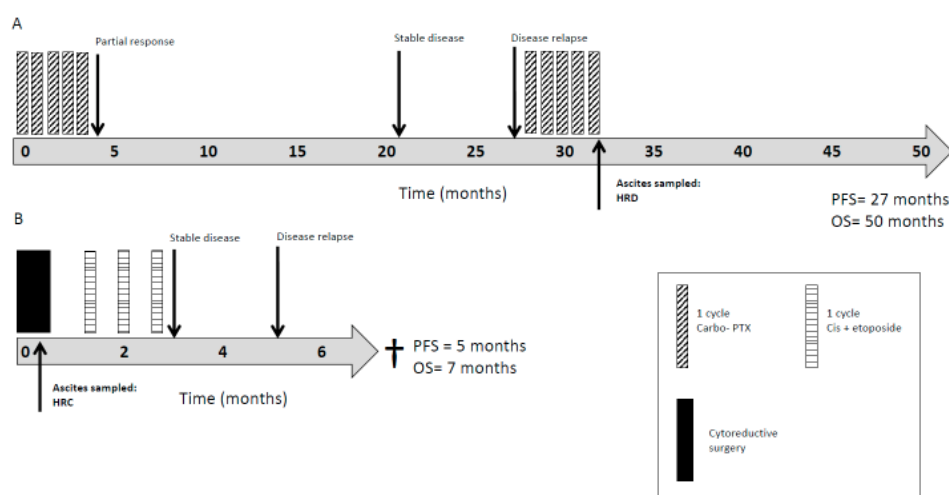 A
Partial response
Stable disease
Disease relapse
0 5 10 15 20 25 30 35 40 45 50
Time (months)
Ascites sampled:
HRD
PFS= 27 months
OS= 50 months
B
Stable disease
Disease relapse
0 2 4 6
Ascites sampled:
HRC
Time (months)
PFS = 5 months
OS= 7 months
1 cycle
Carbo- PTX
1 cycle
Cis + etoposide
Cytoreductive
surgery